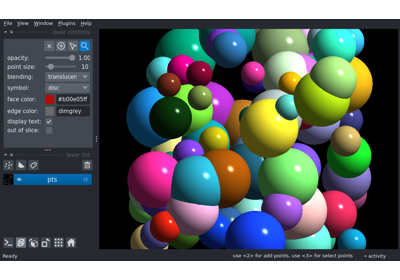 File View Window Plugins Help
layer controls
opacity: 1.00
point size: 10
blending: translucen
symbol: disc
face color: #b00e05ff
edge color: dimgrey
display text:
out of slice:
layer list
pts
Ready use <2> for add points, use <3> for select points activity